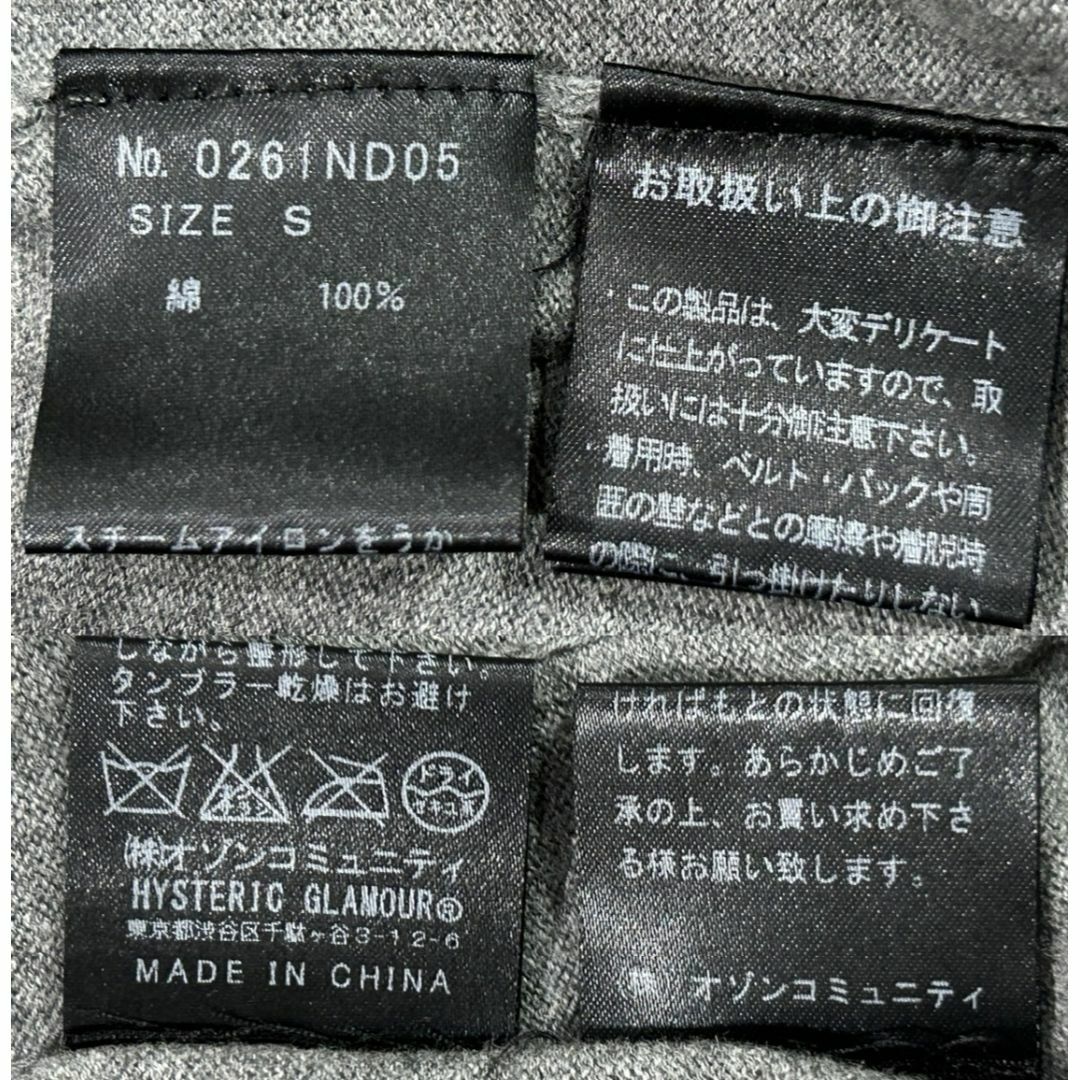 No. 0261ND05
SIZE S
綿 100%
スチームアイロンをうか
お取扱い上の御注意
・この製品は、大変デリケート
に仕上がっていますので、取
扱いには十分御注意下さい。
・着用時、ベルト・バックや周
囲の壁などとの摩擦や着脱時
の際に、引っ掛けたりしない
しながら整形して下さい。
タンブラー乾燥はお避け
下さい。
エンソ
サラシ
ドライ
セキユ系
(株)オゾンコミュニティ
HYSTERIC GLAMOUR®
東京都渋谷区千駄ヶ谷3-12-6
MADE IN CHINA
ければもとの状態に回復
します。あらかじめご了
承の上、お買い求め下さ
る様お願い致します。
(株) オゾンコミュニティ